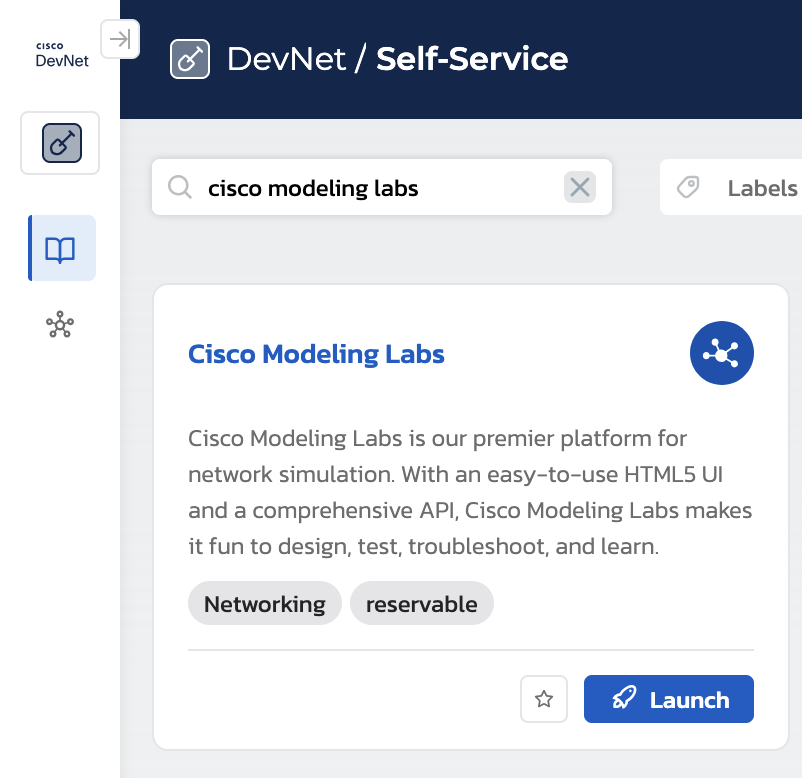 CISCO
DevNet
DevNet / Self-Service
cisco modeling labs
Labels
Cisco Modeling Labs
Cisco Modeling Labs is our premier platform for
network simulation. With an easy-to-use HTML5 UI
and a comprehensive API, Cisco Modeling Labs makes
it fun to design, test, troubleshoot, and learn.
Networking
reservable
Launch